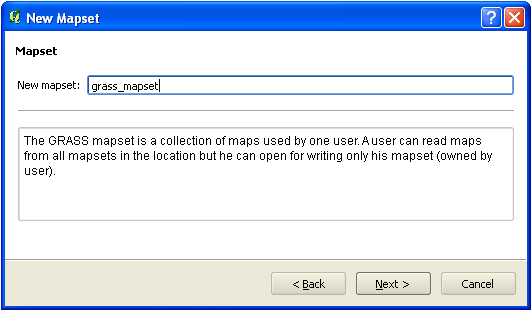 New Mapset
Mapset
New mapset: grass_mapset
The GRASS mapset is a collection of maps used by one user. A user can read maps
from all mapsets in the location but he can open for writing only his mapset (owned by
user).
< Back Next > Cancel